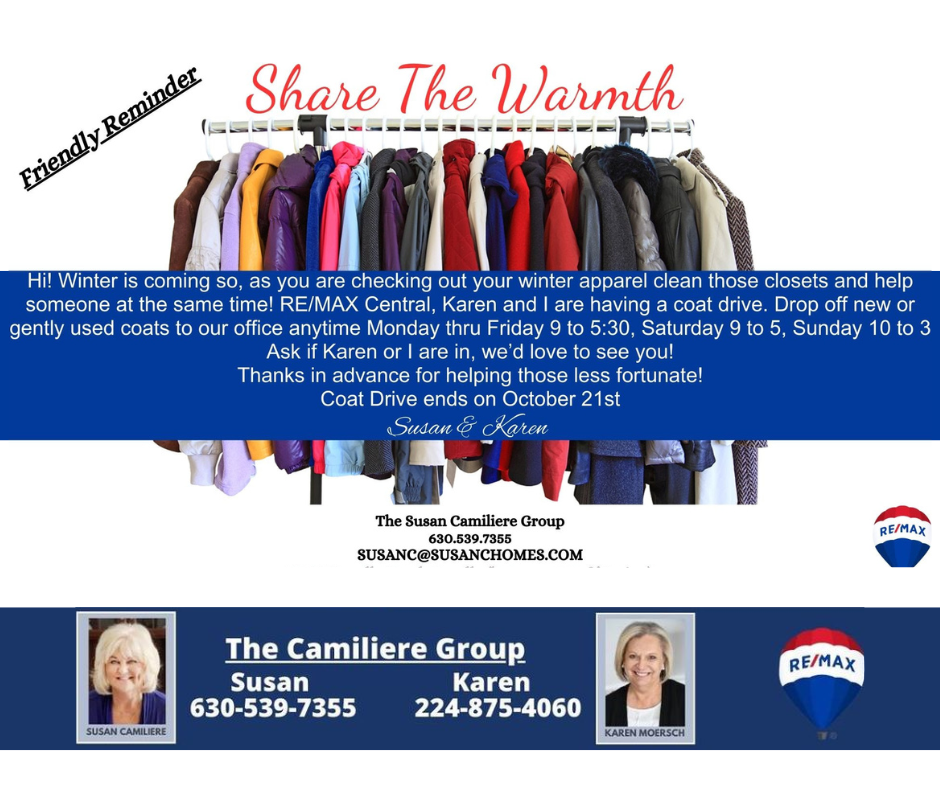 Friendly Reminder
Share The Warmth
Hi! Winter is coming so, as you are checking out your winter apparel clean those closets and help
someone at the same time! RE/MAX Central, Karen and I are having a coat drive. Drop off new or
gently used coats to our office anytime Monday thru Friday 9 to 5:30, Saturday 9 to 5, Sunday 10 to 3
Ask if Karen or I are in, we'd love to see you!
Thanks in advance for helping those less fortunate!
Coat Drive ends on October 21st
Susan & Karen
The Susan Camiliere Group
630.539.7355
SUSANC@SUSANCHOMES.COM
RE/MAX
The Camiliere Group
Susan Karen
630-539-7355 224-875-4060
SUSAN CAMILIERE
KAREN MOERSCH
RE/MAX